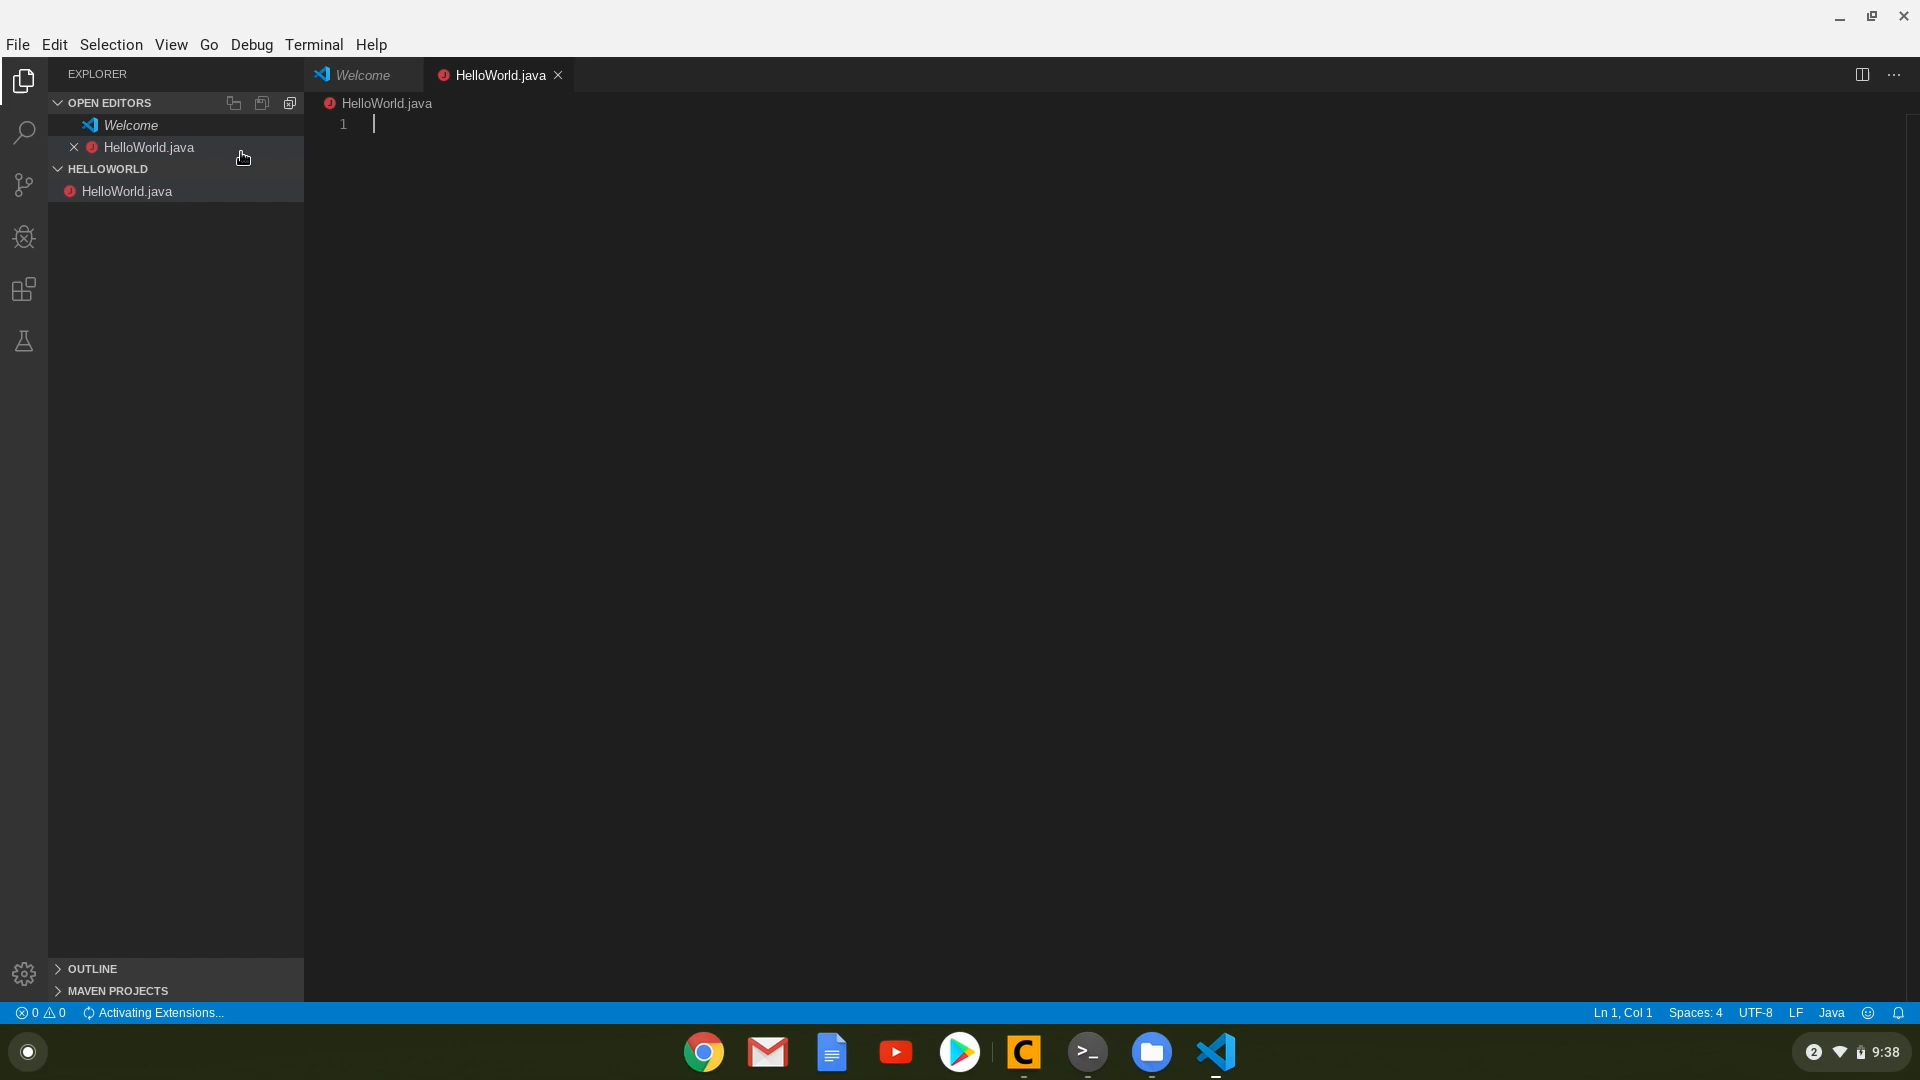 File Edit Selection View Go Debug Terminal Help
EXPLORER
OPEN EDITORS
Welcome
HelloWorld.java
HELLOWORLD
HelloWorld.java
OUTLINE
MAVEN PROJECTS
Welcome HelloWorld.java
HelloWorld.java
1
0 0 Activating Extensions... Ln 1, Col 1 Spaces: 4 UTF-8 LF Java
C >_ 2 9:38